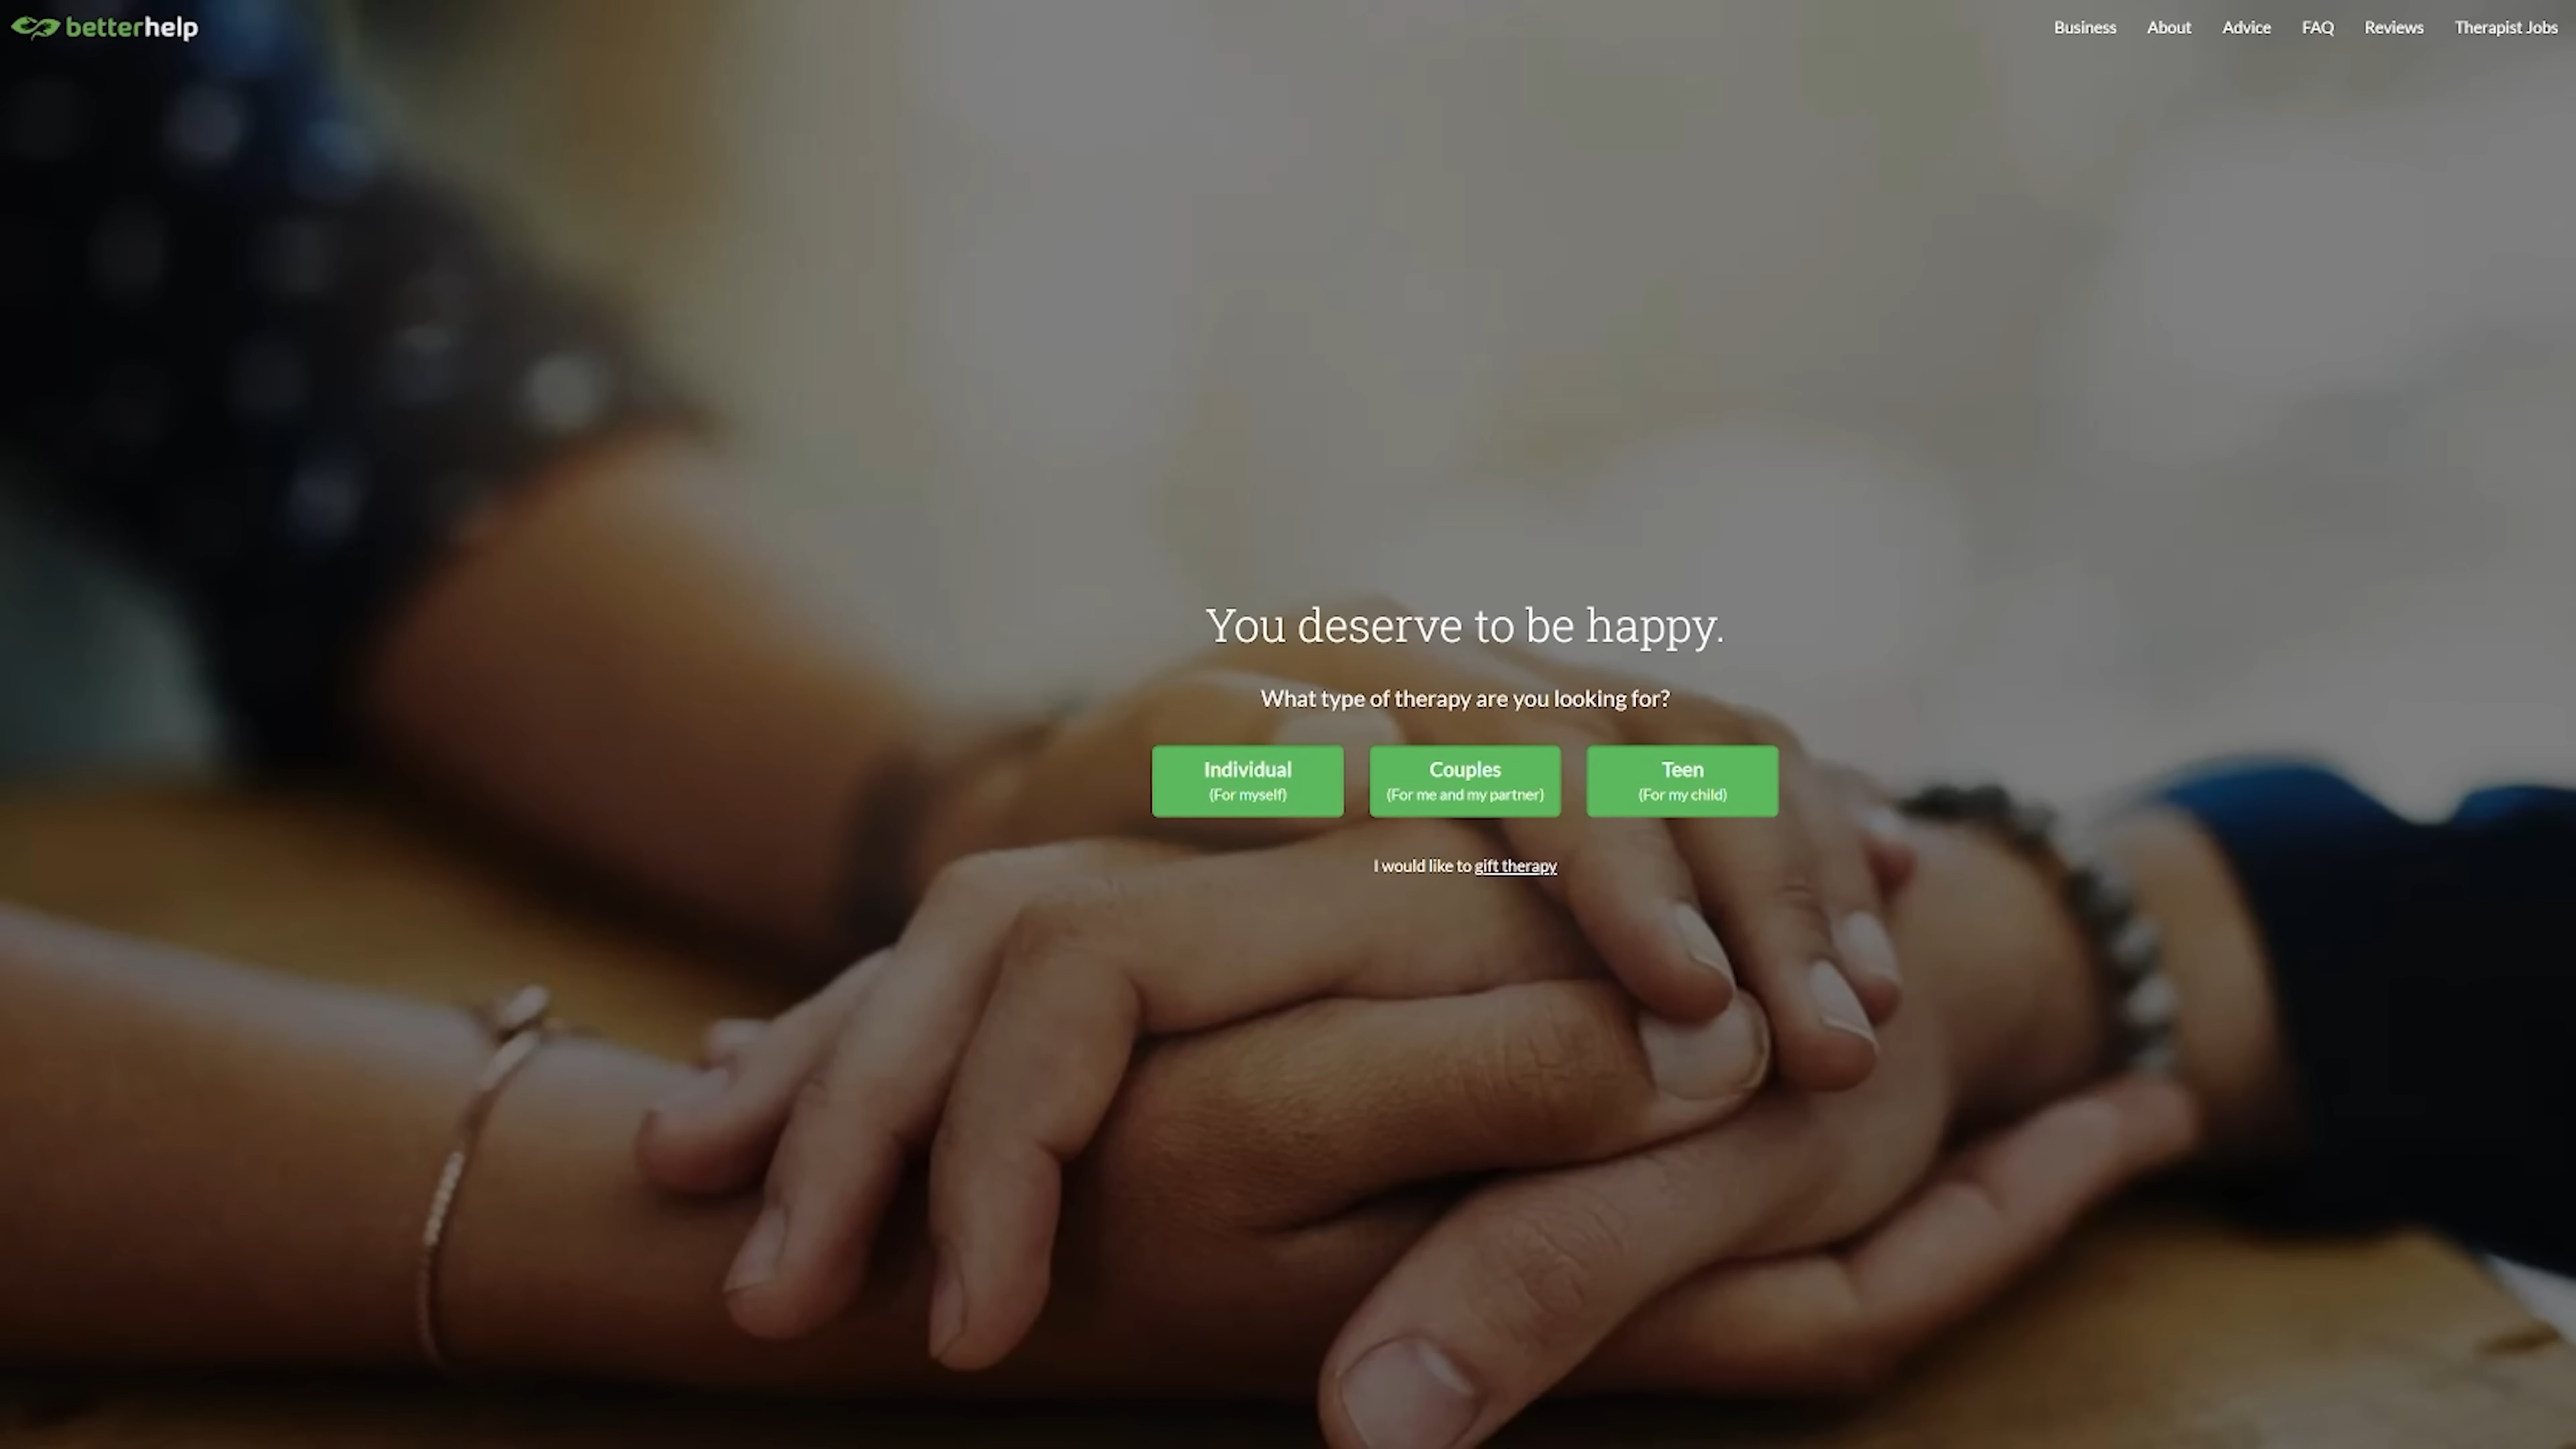 betterhelp
Business About Advice FAQ Reviews Therapist Jobs
You deserve to be happy.
What type of therapy are you looking for?
Individual
(For myself)
Couples
(For me and my partner)
Teen
(For my child)
I would like to gift therapy